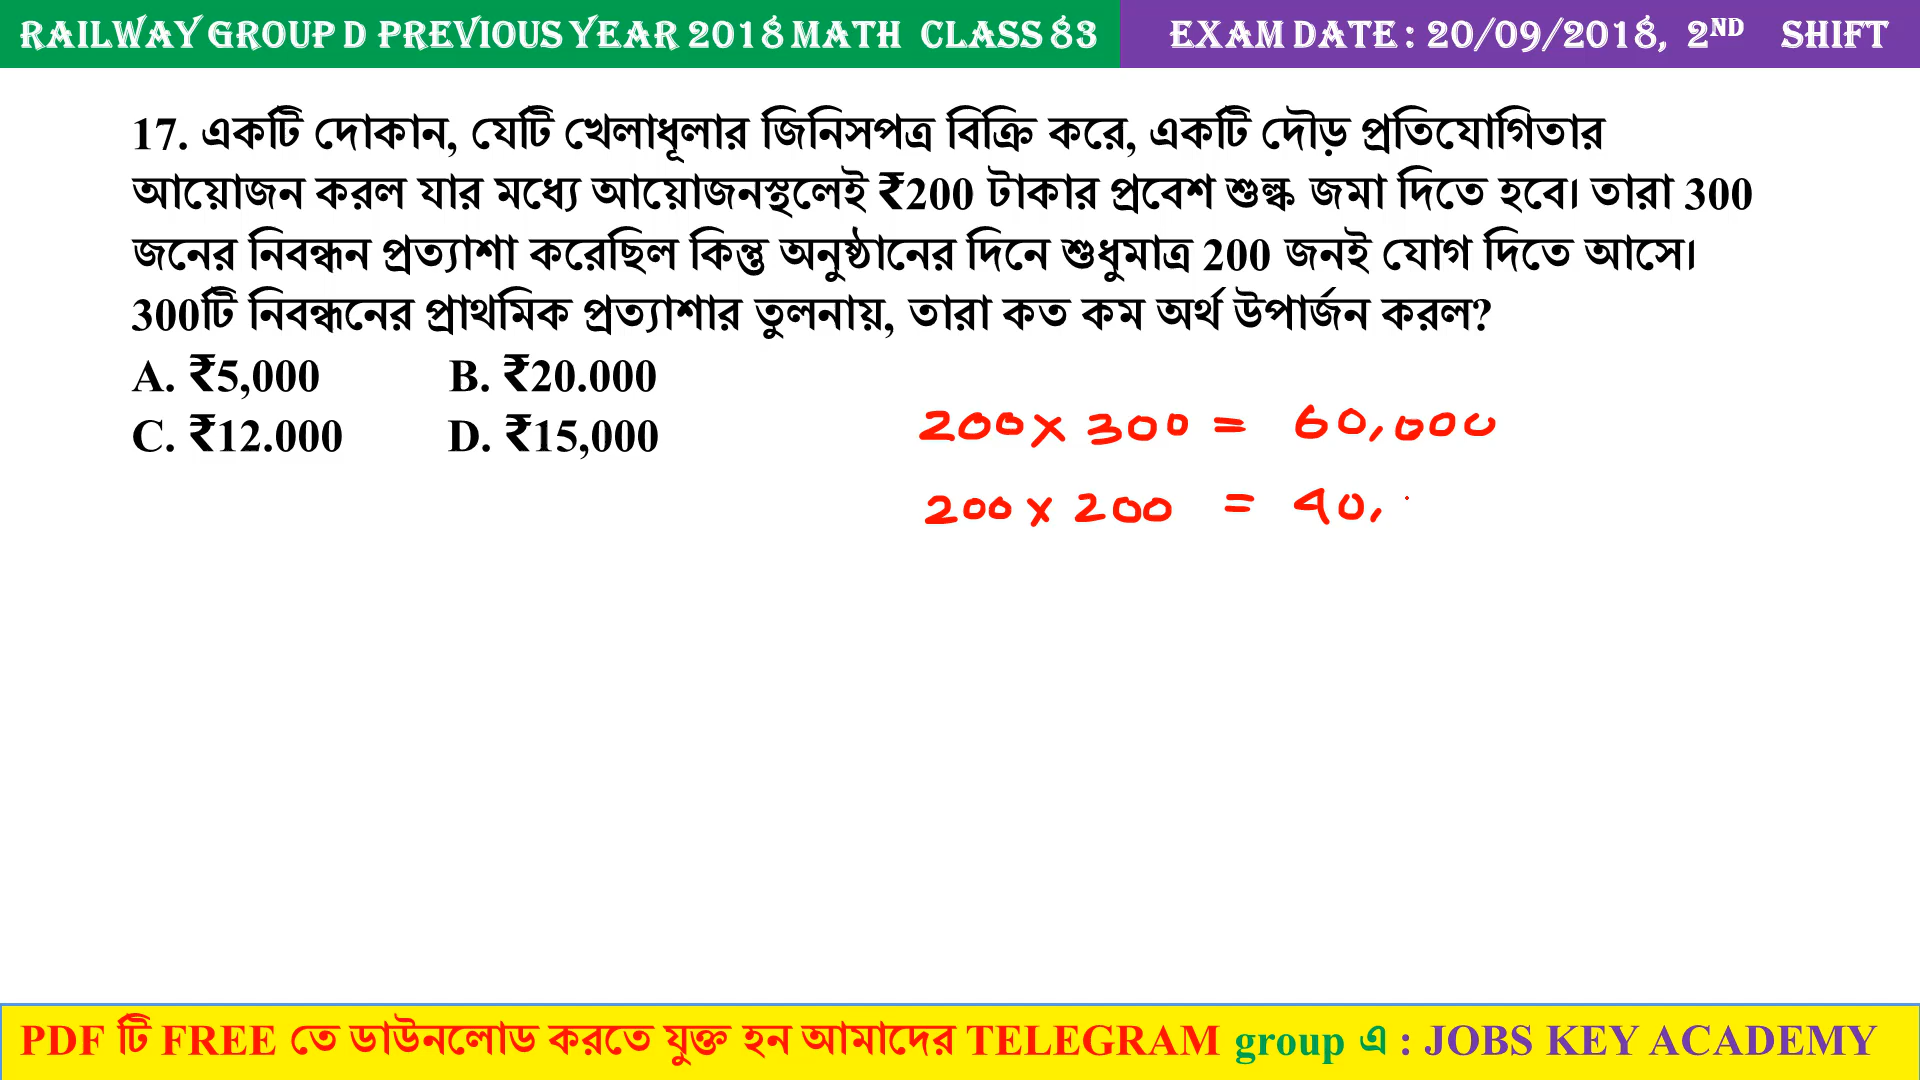 RAILWAY GROUP D PREVIOUS YEAR 2018 MATH CLASS 83 EXAM DATE : 20/09/2018, 2ND SHIFT
17. একটি দোকান, যেটি খেলাধূলার জিনিসপত্র বিক্রি করে, একটি দৌড় প্রতিযোগিতার
আয়োজন করল যার মধ্যে আয়োজনস্থলেই ₹200 টাকার প্রবেশ শুল্ক জমা দিতে হবে। তারা 300
জনের নিবন্ধন প্রত্যাশা করেছিল কিন্তু অনুষ্ঠানের দিনে শুধুমাত্র 200 জনই যোগ দিতে আসে।
300টি নিবন্ধনের প্রাথমিক প্রত্যাশার তুলনায়, তারা কত কম অর্থ উপার্জন করল?
A. ₹5,000 B. ₹20.000
C. ₹12.000 D. ₹15,000
200 x 300 = 60,000
200 x 200 = 40,
PDF টি FREE তে ডাউনলোড করতে যুক্ত হন আমাদের TELEGRAM group এ : JOBS KEY ACADEMY